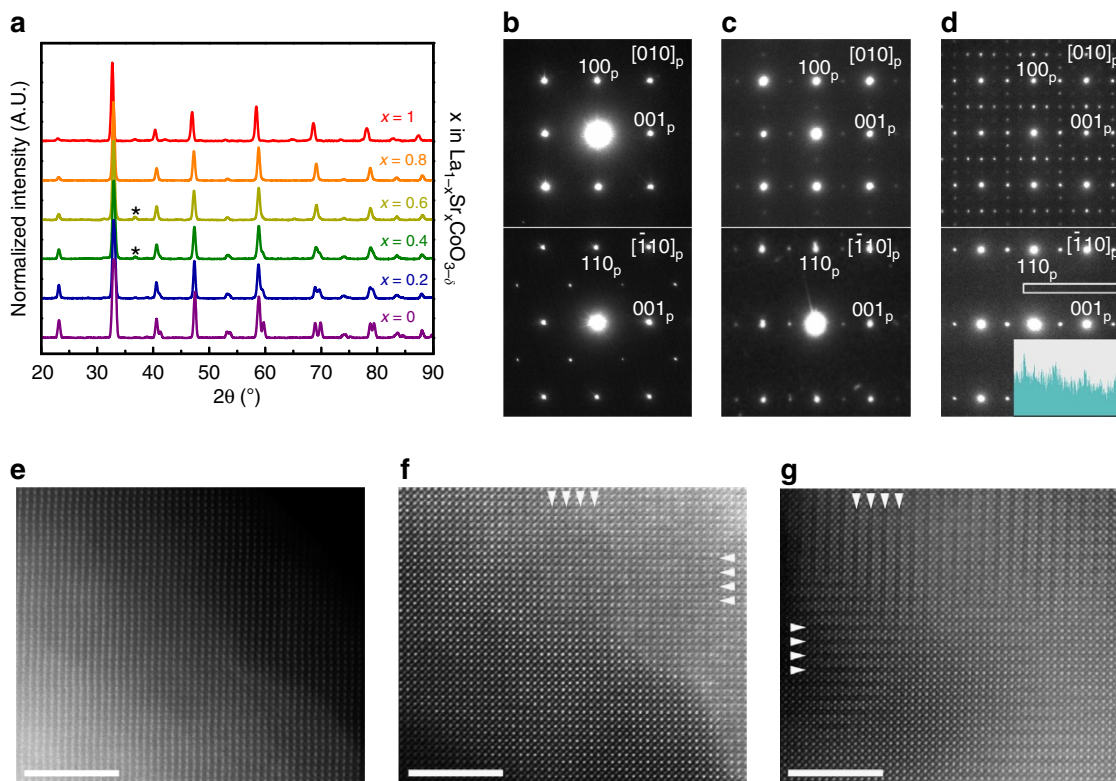 a
Normalized intensity (A.U.)
x = 1
x = 0.8
x = 0.6
*
x = 0.4
*
x = 0.2
x = 0
x in La1–xSrxCoO3–δ
20 30 40 50 60 70 80 90
2θ (°)
b
[010]p
100p
001p
[1̄10]p
110p
001p
c
[010]p
100p
001p
[1̄10]p
110p
001p
d
[010]p
100p
001p
[1̄10]p
110p
001p
e
f
g